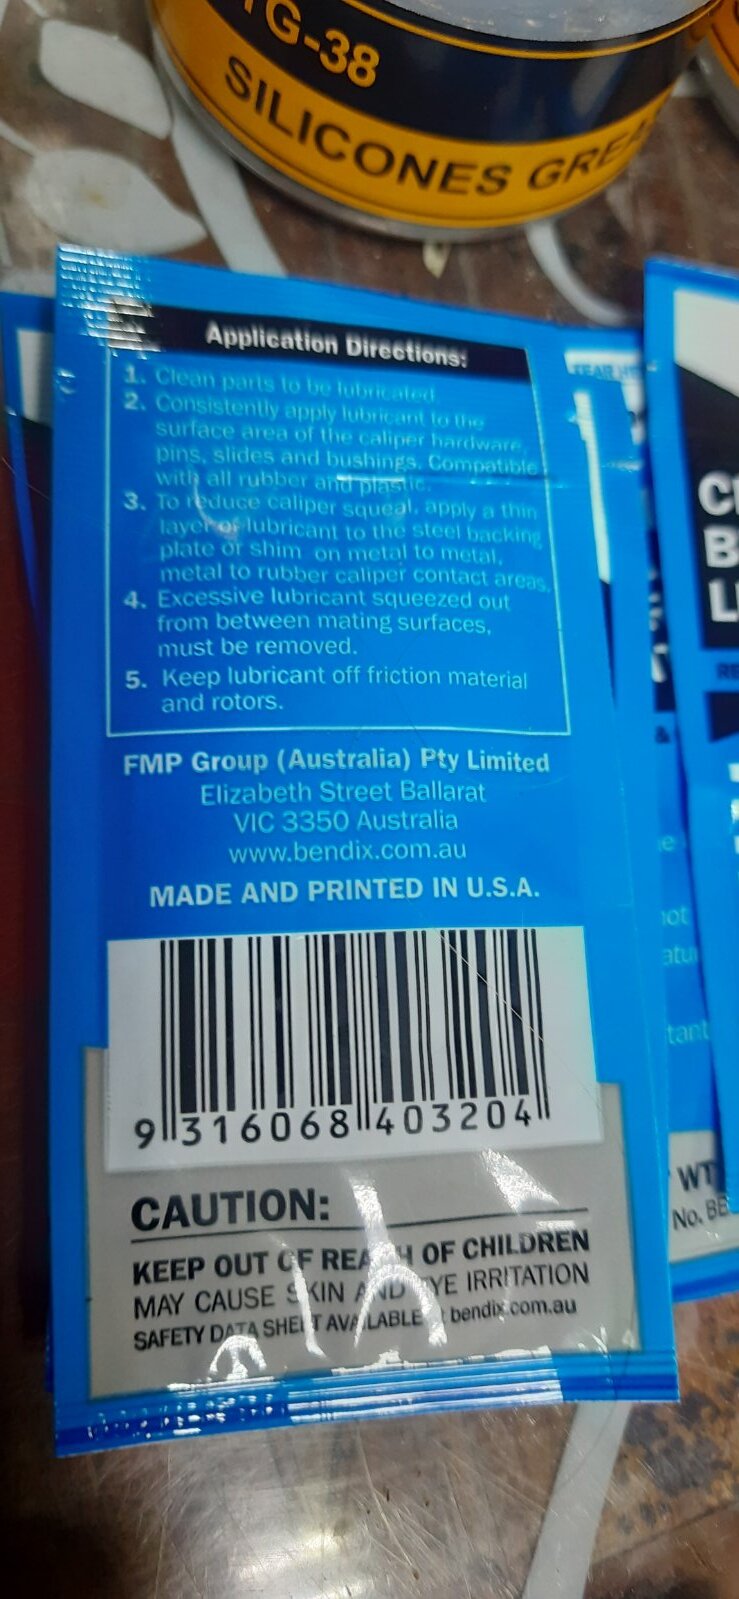 TG-38
SILICONES GREA
Application Directions:
1. Clean parts to be lubricated.
2. Consistently apply lubricant to the
surface area of the caliper hardware,
pins, slides and bushings. Compatible
with all rubber and plastic.
3. To reduce caliper squeal, apply a thin
layer of lubricant to the steel backing
plate or shim on metal to metal,
metal to rubber caliper contact areas.
4. Excessive lubricant squeezed out
from between mating surfaces,
must be removed.
5. Keep lubricant off friction material
and rotors.
FMP Group (Australia) Pty Limited
Elizabeth Street Ballarat
VIC 3350 Australia
www.bendix.com.au
MADE AND PRINTED IN U.S.A.
9 316068 403204
CAUTION:
KEEP OUT OF REACH OF CHILDREN
MAY CAUSE SKIN AND EYE IRRITATION
SAFETY DATA SHEET AVAILABLE at bendix.com.au
WT
No. BE